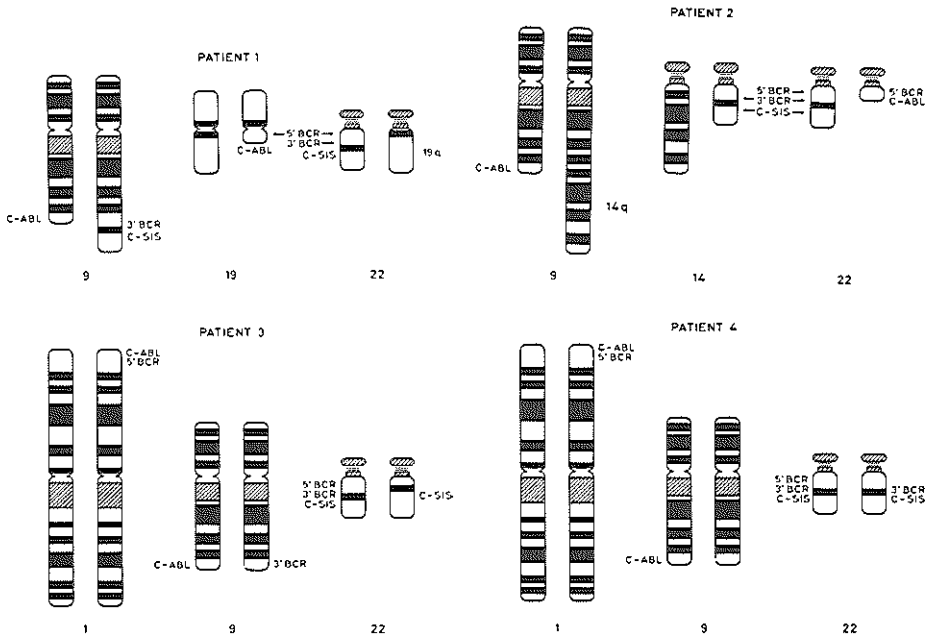 PATIENT 1
C-ABL
3' BCR
C-SIS
9
C-ABL
19
5' BCR
3' BCR
C-SIS
19q
22
PATIENT 2
C-ABL
14q
9
14
5' BCR
3' BCR
C-SIS
5' BCR
C-ABL
22
PATIENT 3
C-ABL
5' BCR
1
C-ABL
3' BCR
9
5' BCR
3' BCR
C-SIS
C-SIS
22
PATIENT 4
C-ABL
5' BCR
1
C-ABL
9
5' BCR
3' BCR
C-SIS
3' BCR
C-SIS
22